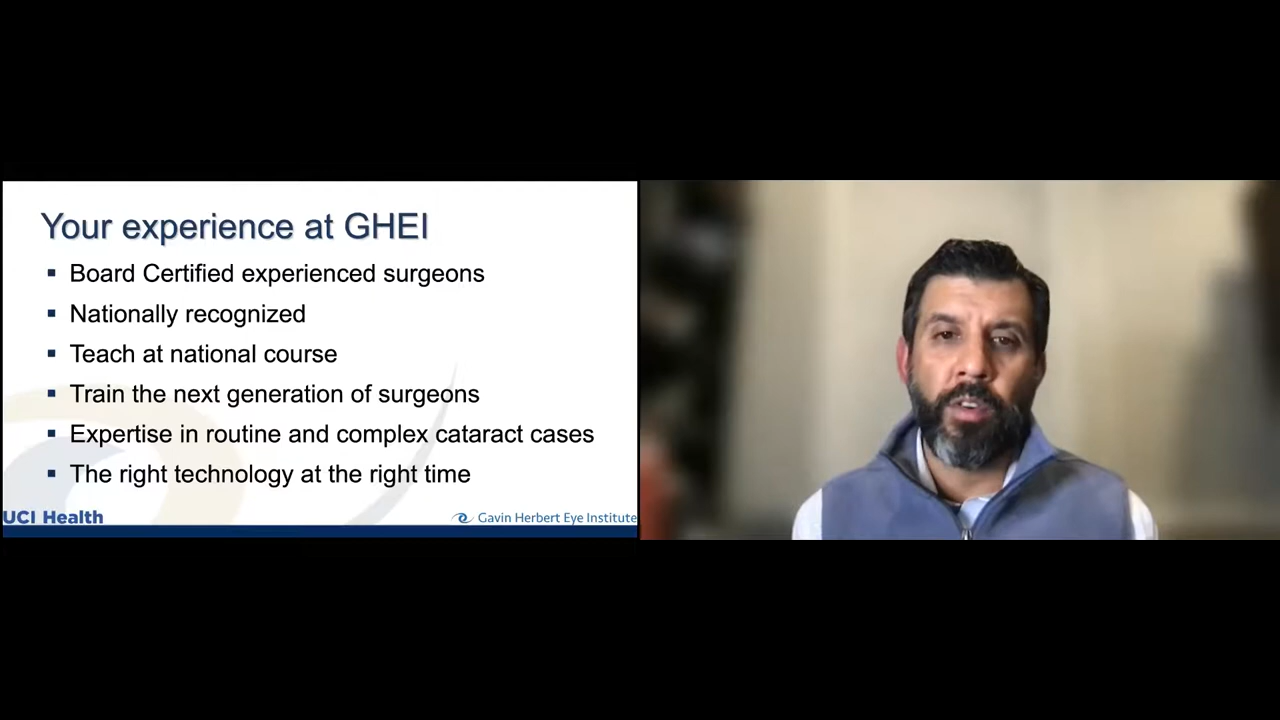 Your experience at GHEI
Board Certified experienced surgeons
Nationally recognized
Teach at national course
Train the next generation of surgeons
Expertise in routine and complex cataract cases
The right technology at the right time
UCI Health
Gavin Herbert Eye Institute